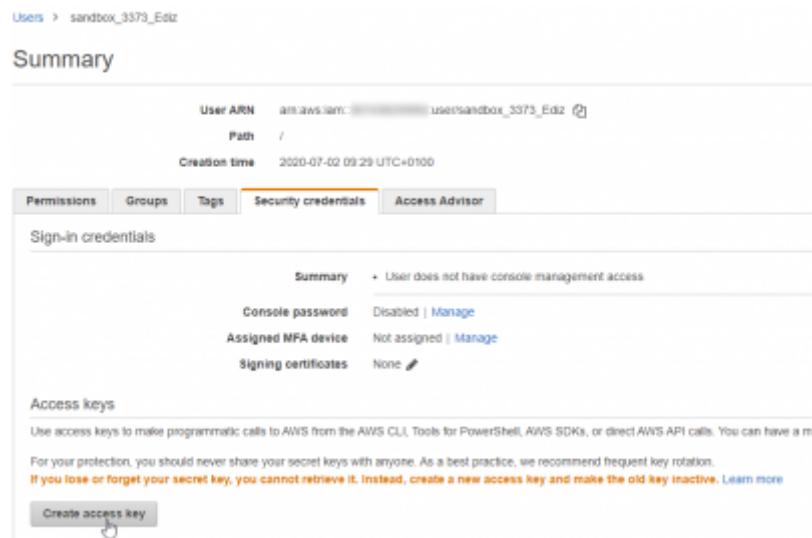 Users > sandbox_3373_Ediz
Summary
User ARN arn:aws:iam:: :user/sandbox_3373_Ediz
Path /
Creation time 2020-07-02 09:29 UTC+0100
Permissions Groups Tags Security credentials Access Advisor
Sign-in credentials
Summary • User does not have console management access
Console password Disabled | Manage
Assigned MFA device Not assigned | Manage
Signing certificates None
Access keys
Use access keys to make programmatic calls to AWS from the AWS CLI, Tools for PowerShell, AWS SDKs, or direct AWS API calls. You can have a m
For your protection, you should never share your secret keys with anyone. As a best practice, we recommend frequent key rotation.
If you lose or forget your secret key, you cannot retrieve it. Instead, create a new access key and make the old key inactive. Learn more
Create access key